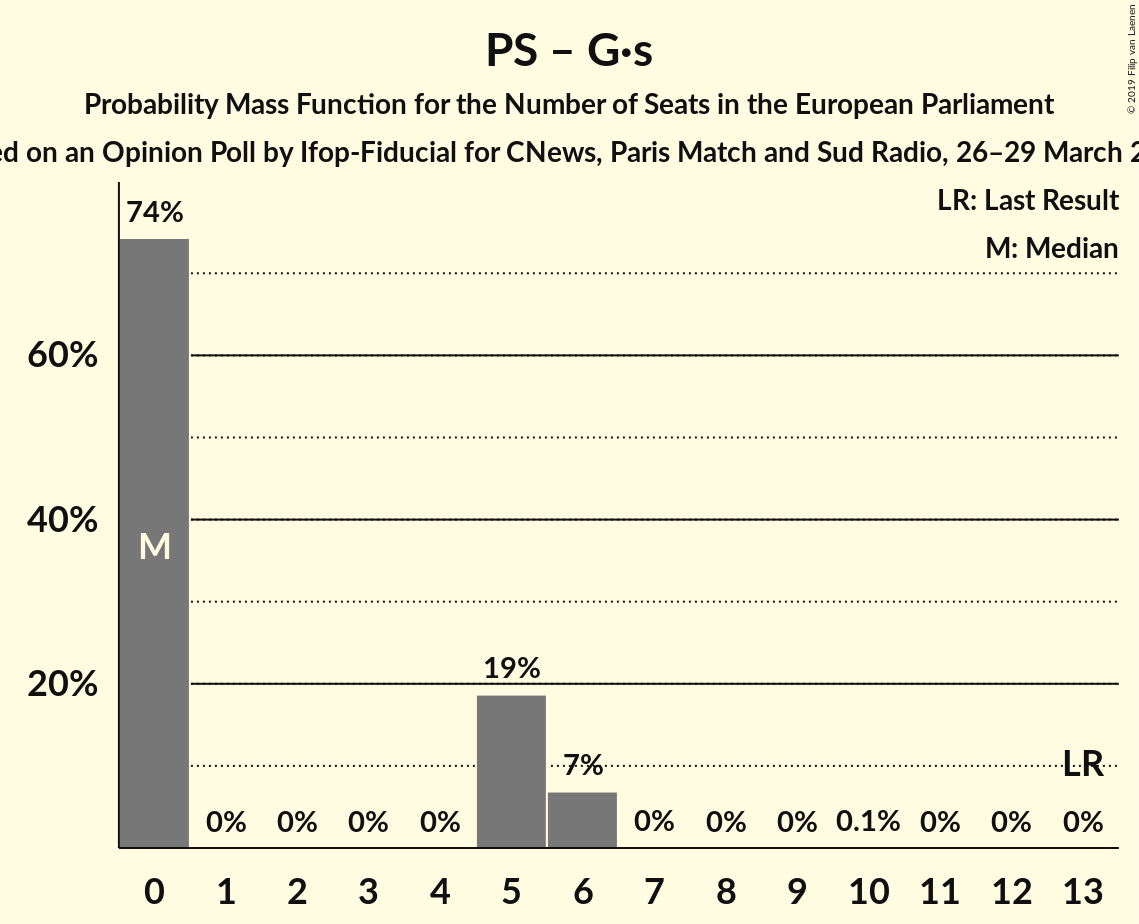 PS – G·s
Probability Mass Function for the Number of Seats in the European Parliament
on an Opinion Poll by Ifop-Fiducial for CNews, Paris Match and Sud Radio, 26–29 March
© 2019 Filip van Laenen
LR: Last Result
M: Median
74%
60%
40%
M
20%
19%
7%
LR
0% 0% 0% 0% 0% 0% 0% 0.1% 0% 0% 0%
0 1 2 3 4 5 6 7 8 9 10 11 12 13